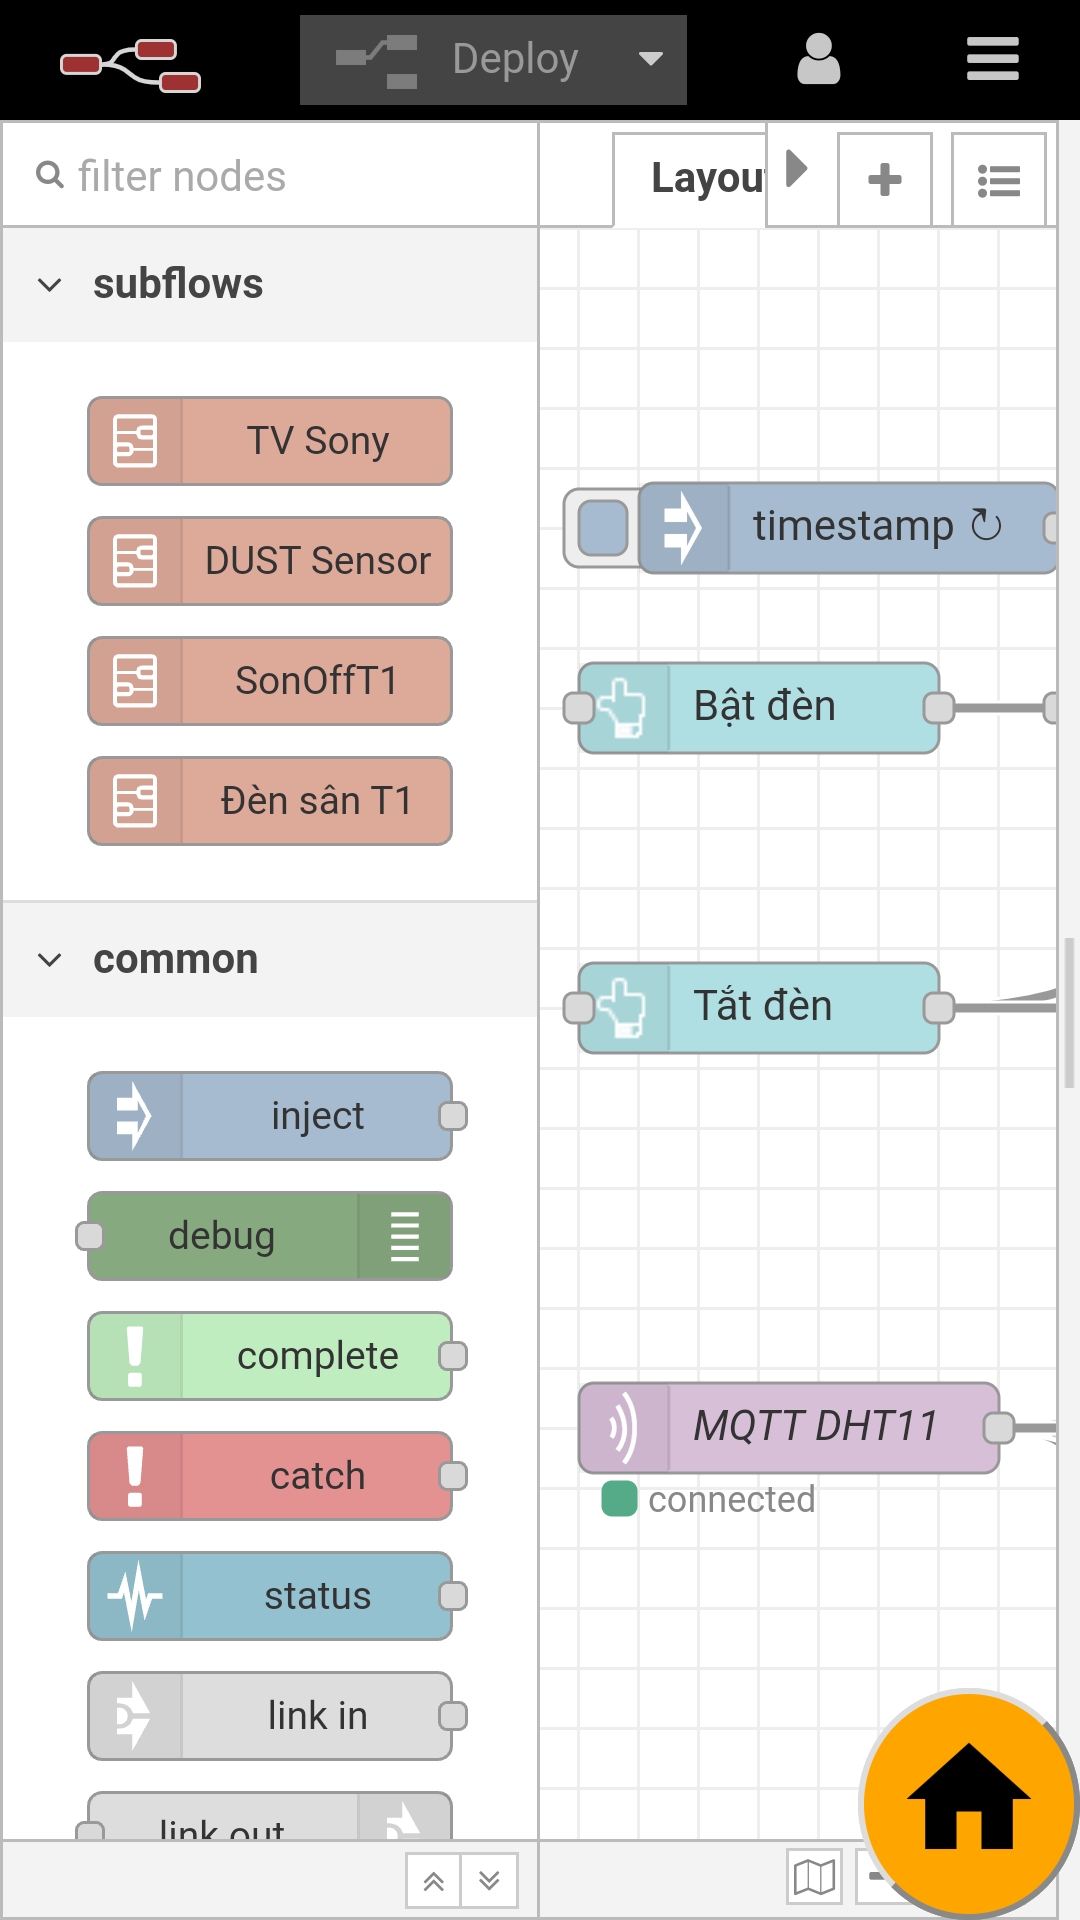 Deploy
filter nodes
Layou
subflows
TV Sony
DUST Sensor
SonOffT1
Đèn sân T1
timestamp ↻
Bật đèn
common
Tắt đèn
inject
debug
complete
catch
MQTT DHT11
connected
status
link in
link out